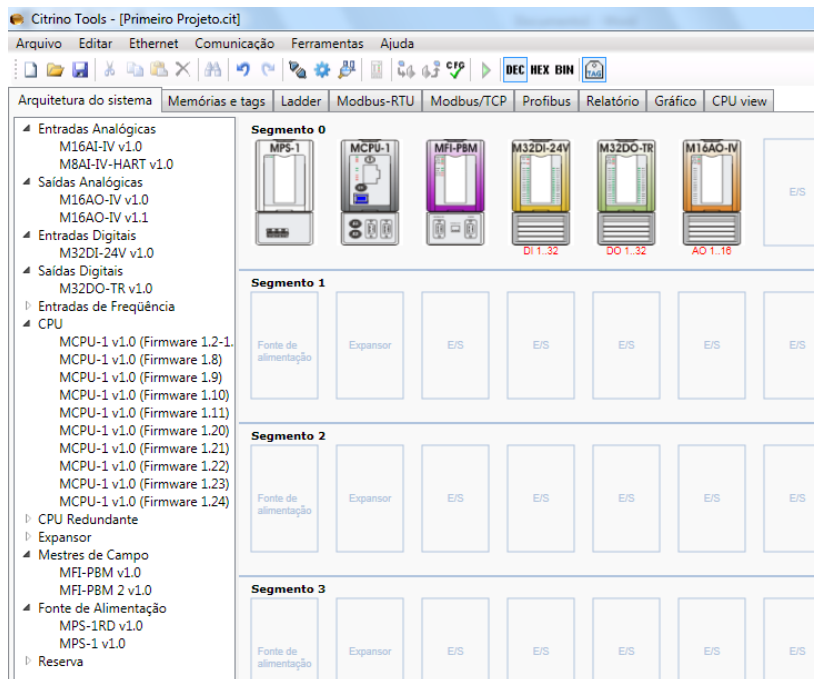 Citrino Tools - [Primeiro Projeto.cit]
Arquivo Editar Ethernet Comunicação Ferramentas Ajuda
CFG DEC HEX BIN TAG
Arquitetura do sistema Memórias e tags Ladder Modbus-RTU Modbus/TCP Profibus Relatório Gráfico CPU view
Entradas Analógicas
M16AI-IV v1.0
M8AI-IV-HART v1.0
Saídas Analógicas
M16AO-IV v1.0
M16AO-IV v1.1
Entradas Digitais
M32DI-24V v1.0
Saídas Digitais
M32DO-TR v1.0
Entradas de Freqüência
CPU
MCPU-1 v1.0 (Firmware 1.2-1.
MCPU-1 v1.0 (Firmware 1.8)
MCPU-1 v1.0 (Firmware 1.9)
MCPU-1 v1.0 (Firmware 1.10)
MCPU-1 v1.0 (Firmware 1.11)
MCPU-1 v1.0 (Firmware 1.20)
MCPU-1 v1.0 (Firmware 1.21)
MCPU-1 v1.0 (Firmware 1.22)
MCPU-1 v1.0 (Firmware 1.23)
MCPU-1 v1.0 (Firmware 1.24)
CPU Redundante
Expansor
Mestres de Campo
MFI-PBM v1.0
MFI-PBM 2 v1.0
Fonte de Alimentação
MPS-1RD v1.0
MPS-1 v1.0
Reserva
Segmento 0
MPS-1 MCPU-1 MFI-PBM M32DI-24V M32DO-TR M16AO-IV
E/S
DI 1..32 DO 1..32 AO 1..16
Segmento 1
Fonte de alimentação Expansor E/S E/S E/S E/S E/S
Segmento 2
Fonte de alimentação Expansor E/S E/S E/S E/S E/S
Segmento 3
Fonte de alimentação Expansor E/S E/S E/S E/S E/S